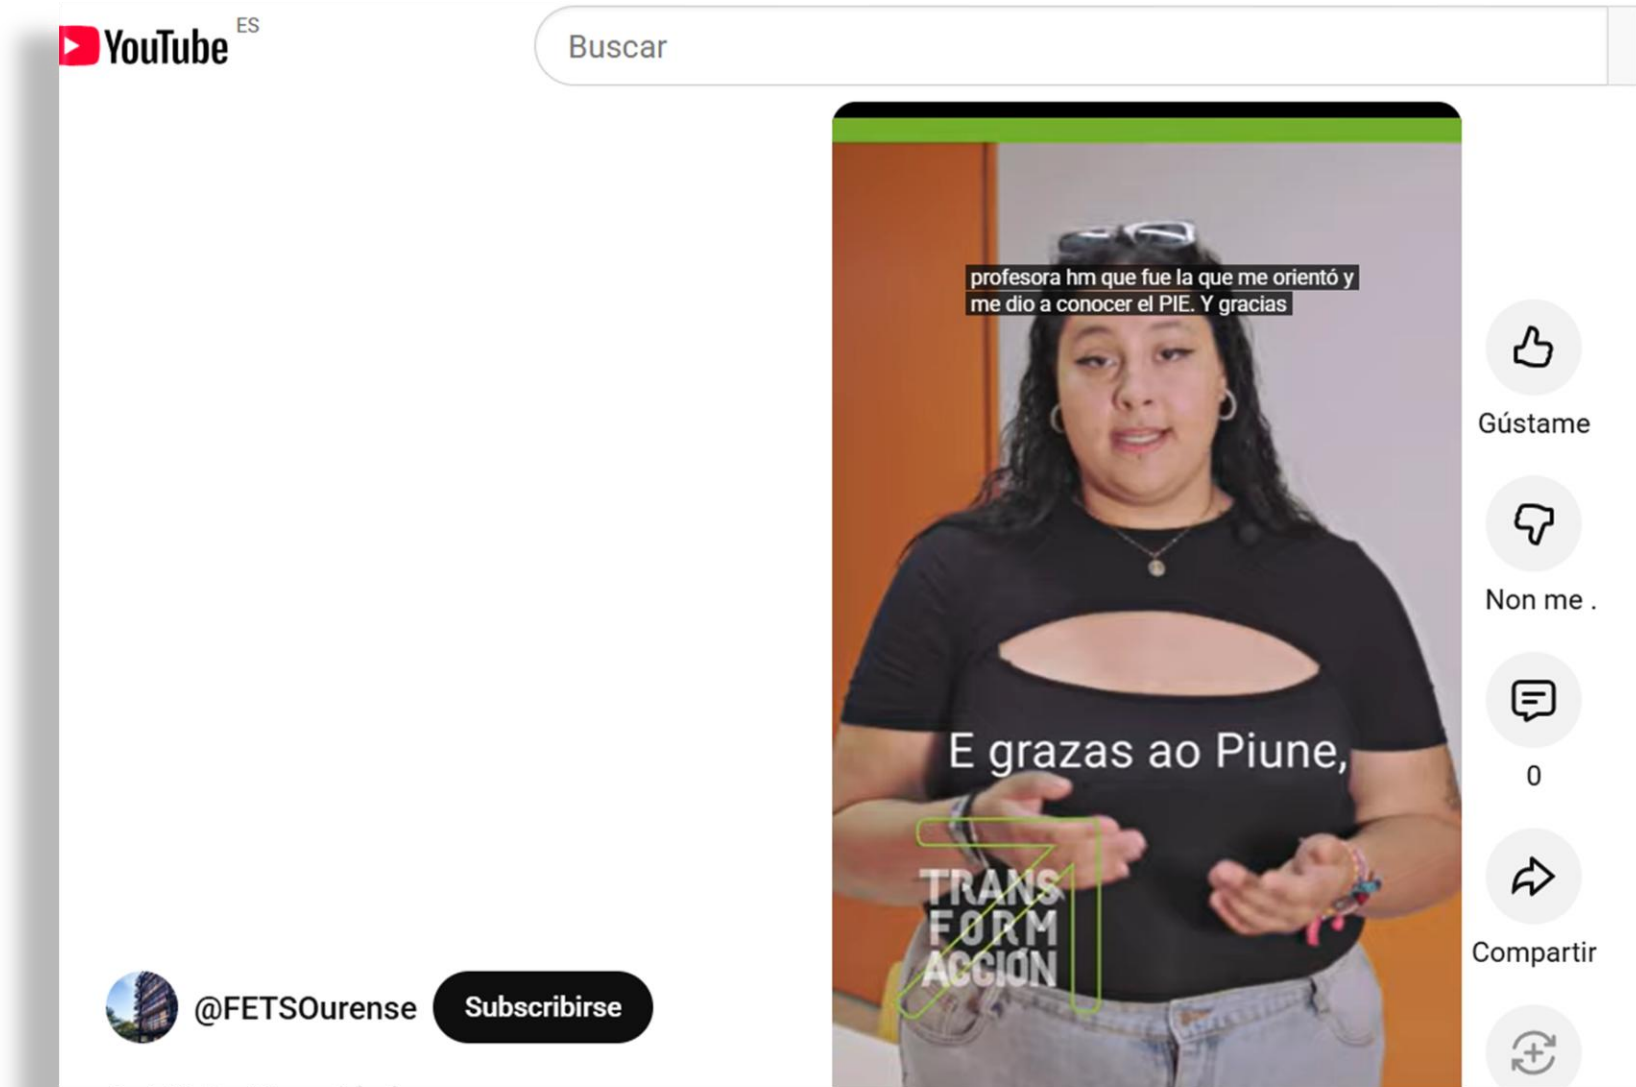 YouTube ES
Buscar
profesora hm que fue la que me orientó y
me dio a conocer el PIE. Y gracias
Gústame
Non me .
E grazas ao Piune,
0
TRANS
FORM
ACCIÓN
Compartir
@FETSOurense
Subscribirse